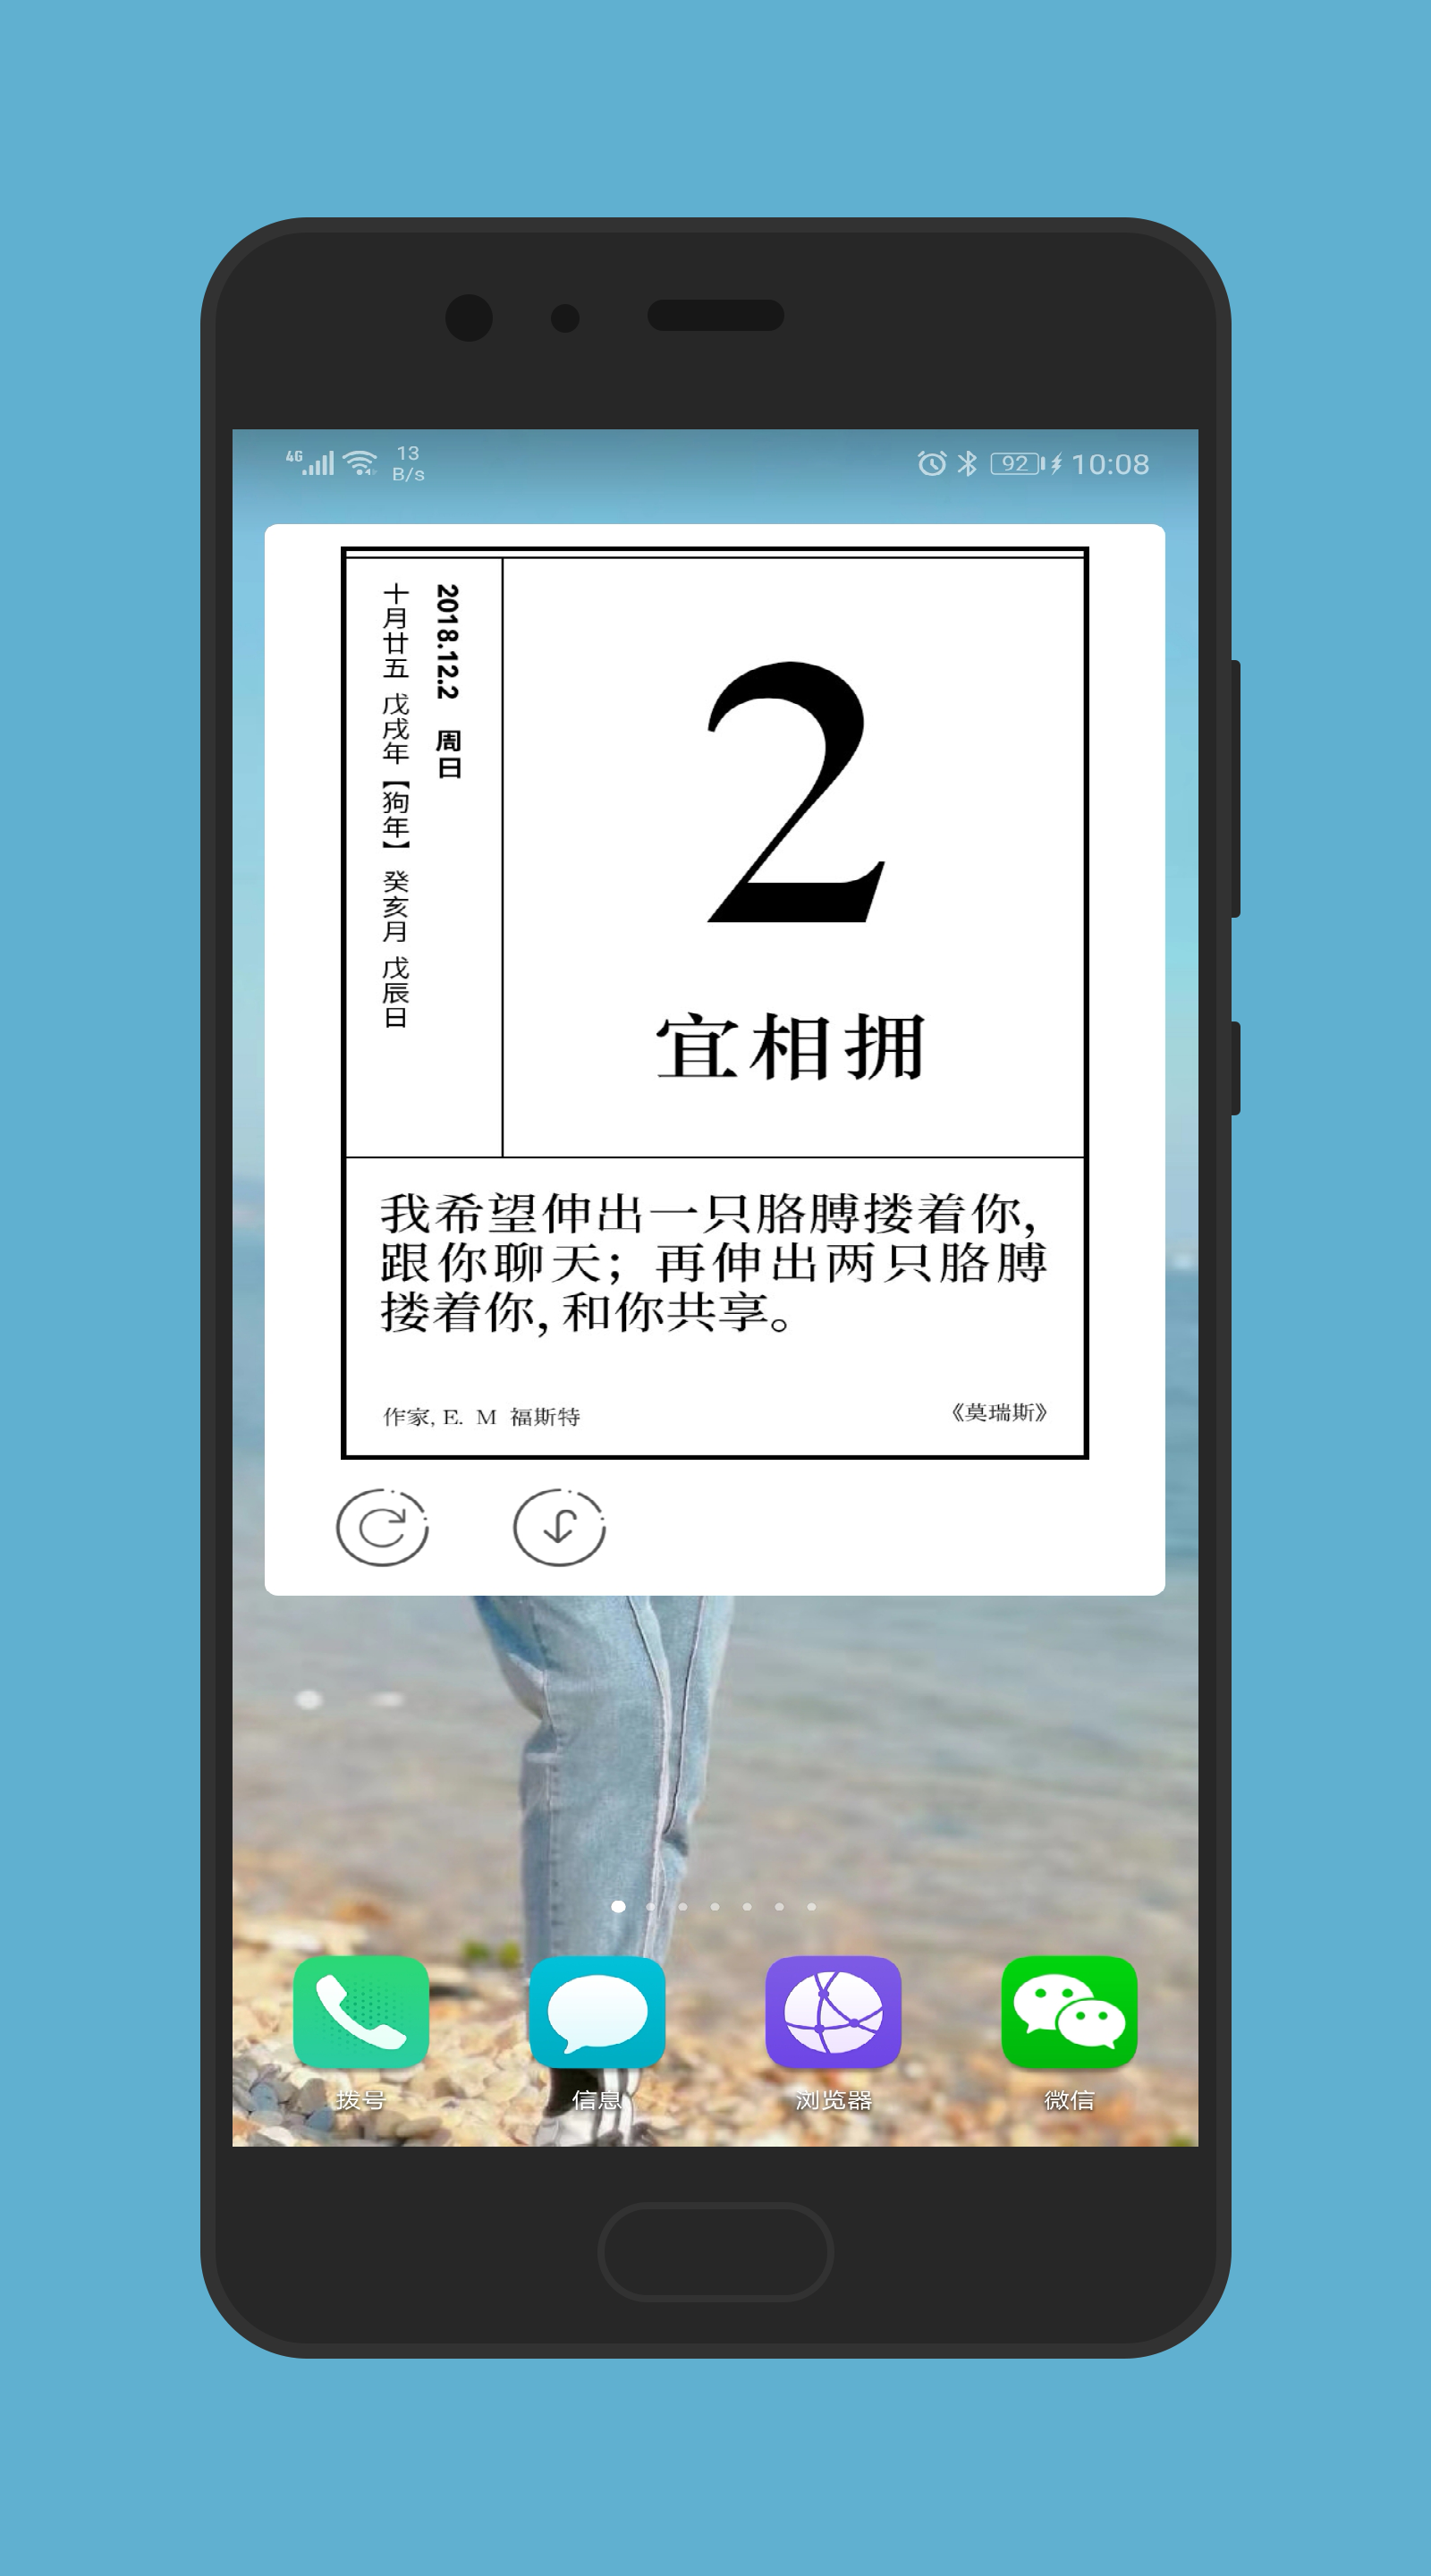 4G
13
B/s
92
10:08
2018.12.2 周日
十月廿五 戊戌年【狗年】 癸亥月 戊辰日
2
宜相拥
我希望伸出一只胳膊搂着你,
跟你聊天；再伸出两只胳膊
搂着你, 和你共享。
作家, E. M 福斯特
《莫瑞斯》
拨号
信息
浏览器
微信